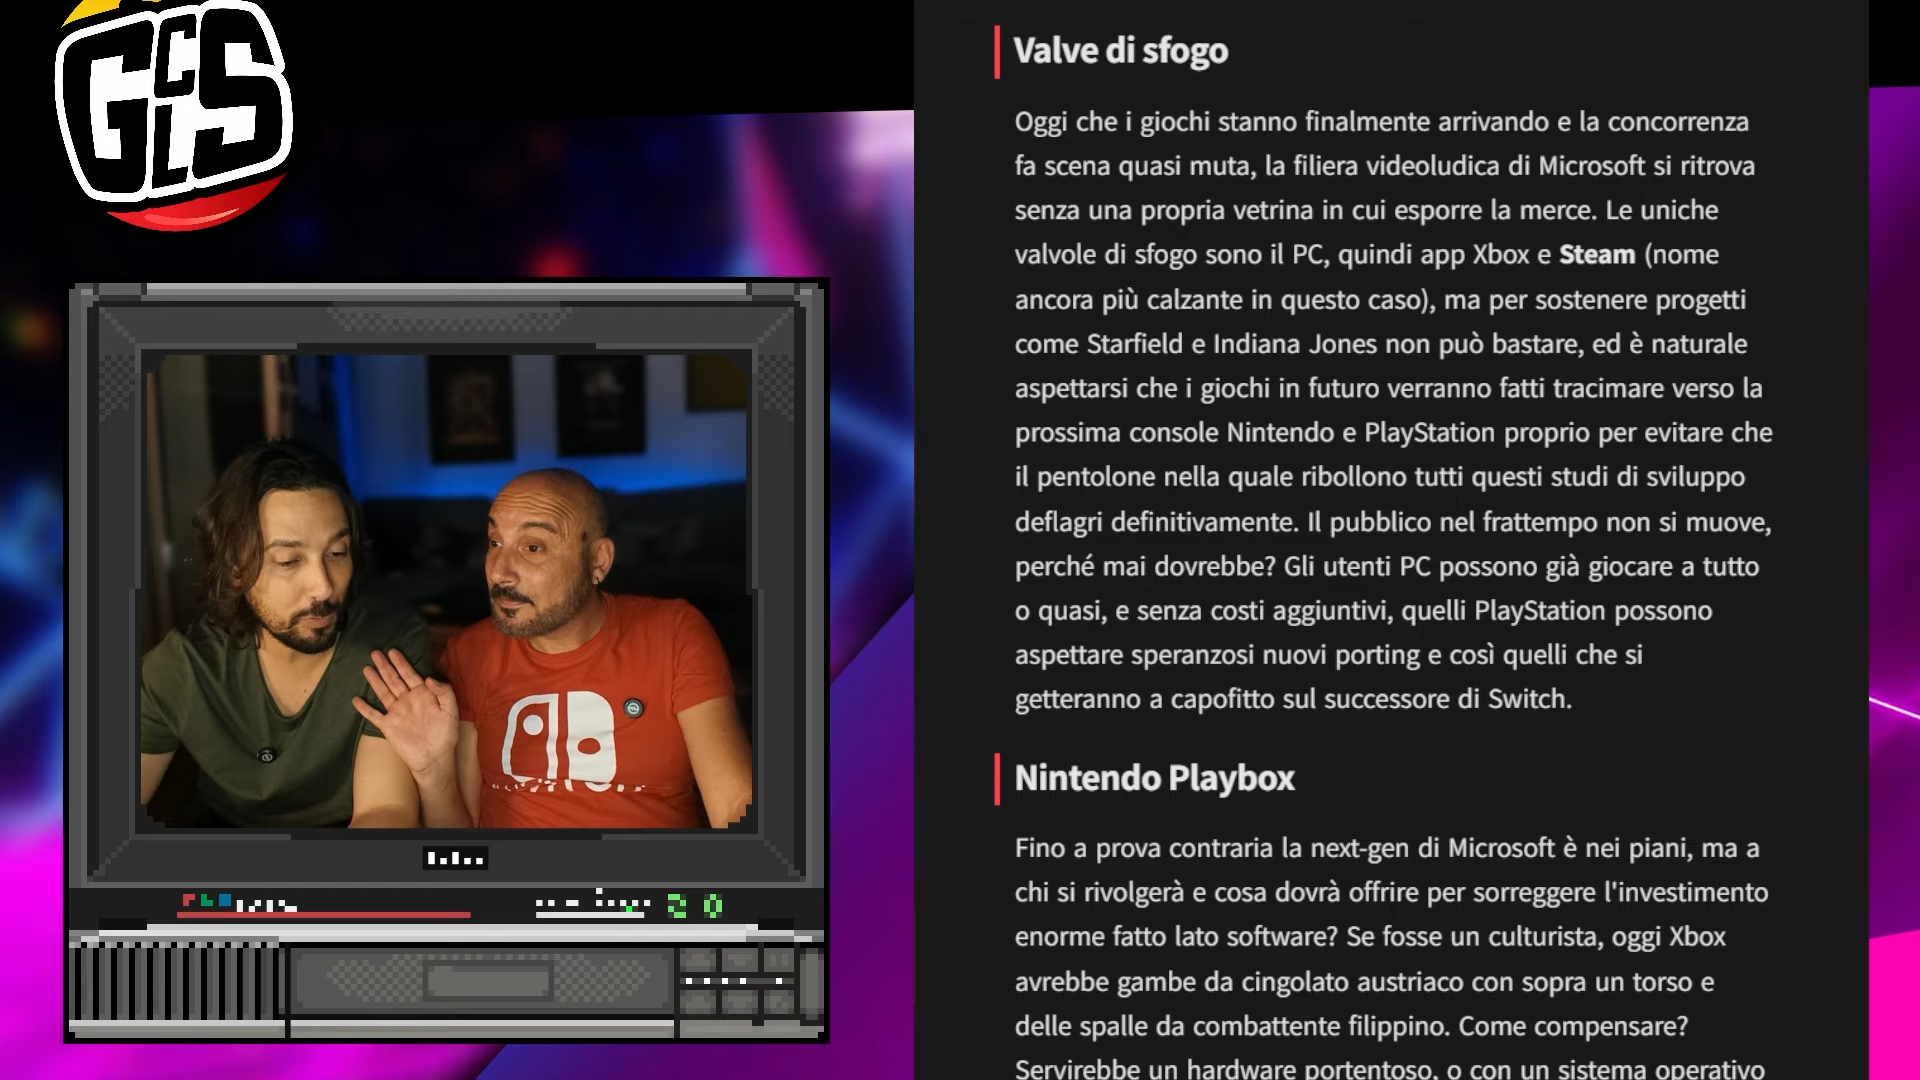 GCIS
Valve di sfogo
Oggi che i giochi stanno finalmente arrivando e la concorrenza
fa scena quasi muta, la filiera videoludica di Microsoft si ritrova
senza una propria vetrina in cui esporre la merce. Le uniche
valvole di sfogo sono il PC, quindi app Xbox e Steam (nome
ancora più calzante in questo caso), ma per sostenere progetti
come Starfield e Indiana Jones non può bastare, ed è naturale
aspettarsi che i giochi in futuro verranno fatti tracimare verso la
prossima console Nintendo e PlayStation proprio per evitare che
il pentolone nella quale ribollono tutti questi studi di sviluppo
deflagri definitivamente. Il pubblico nel frattempo non si muove,
perché mai dovrebbe? Gli utenti PC possono già giocare a tutto
o quasi, e senza costi aggiuntivi, quelli PlayStation possono
aspettare speranzosi nuovi porting e così quelli che si
getteranno a capofitto sul successore di Switch.
Nintendo Playbox
Fino a prova contraria la next-gen di Microsoft è nei piani, ma a
chi si rivolgerà e cosa dovrà offrire per sorreggere l'investimento
enorme fatto lato software? Se fosse un culturista, oggi Xbox
avrebbe gambe da cingolato austriaco con sopra un torso e
delle spalle da combattente filippino. Come compensare?
Servirebbe un hardware portentoso, o con un sistema operativo
20